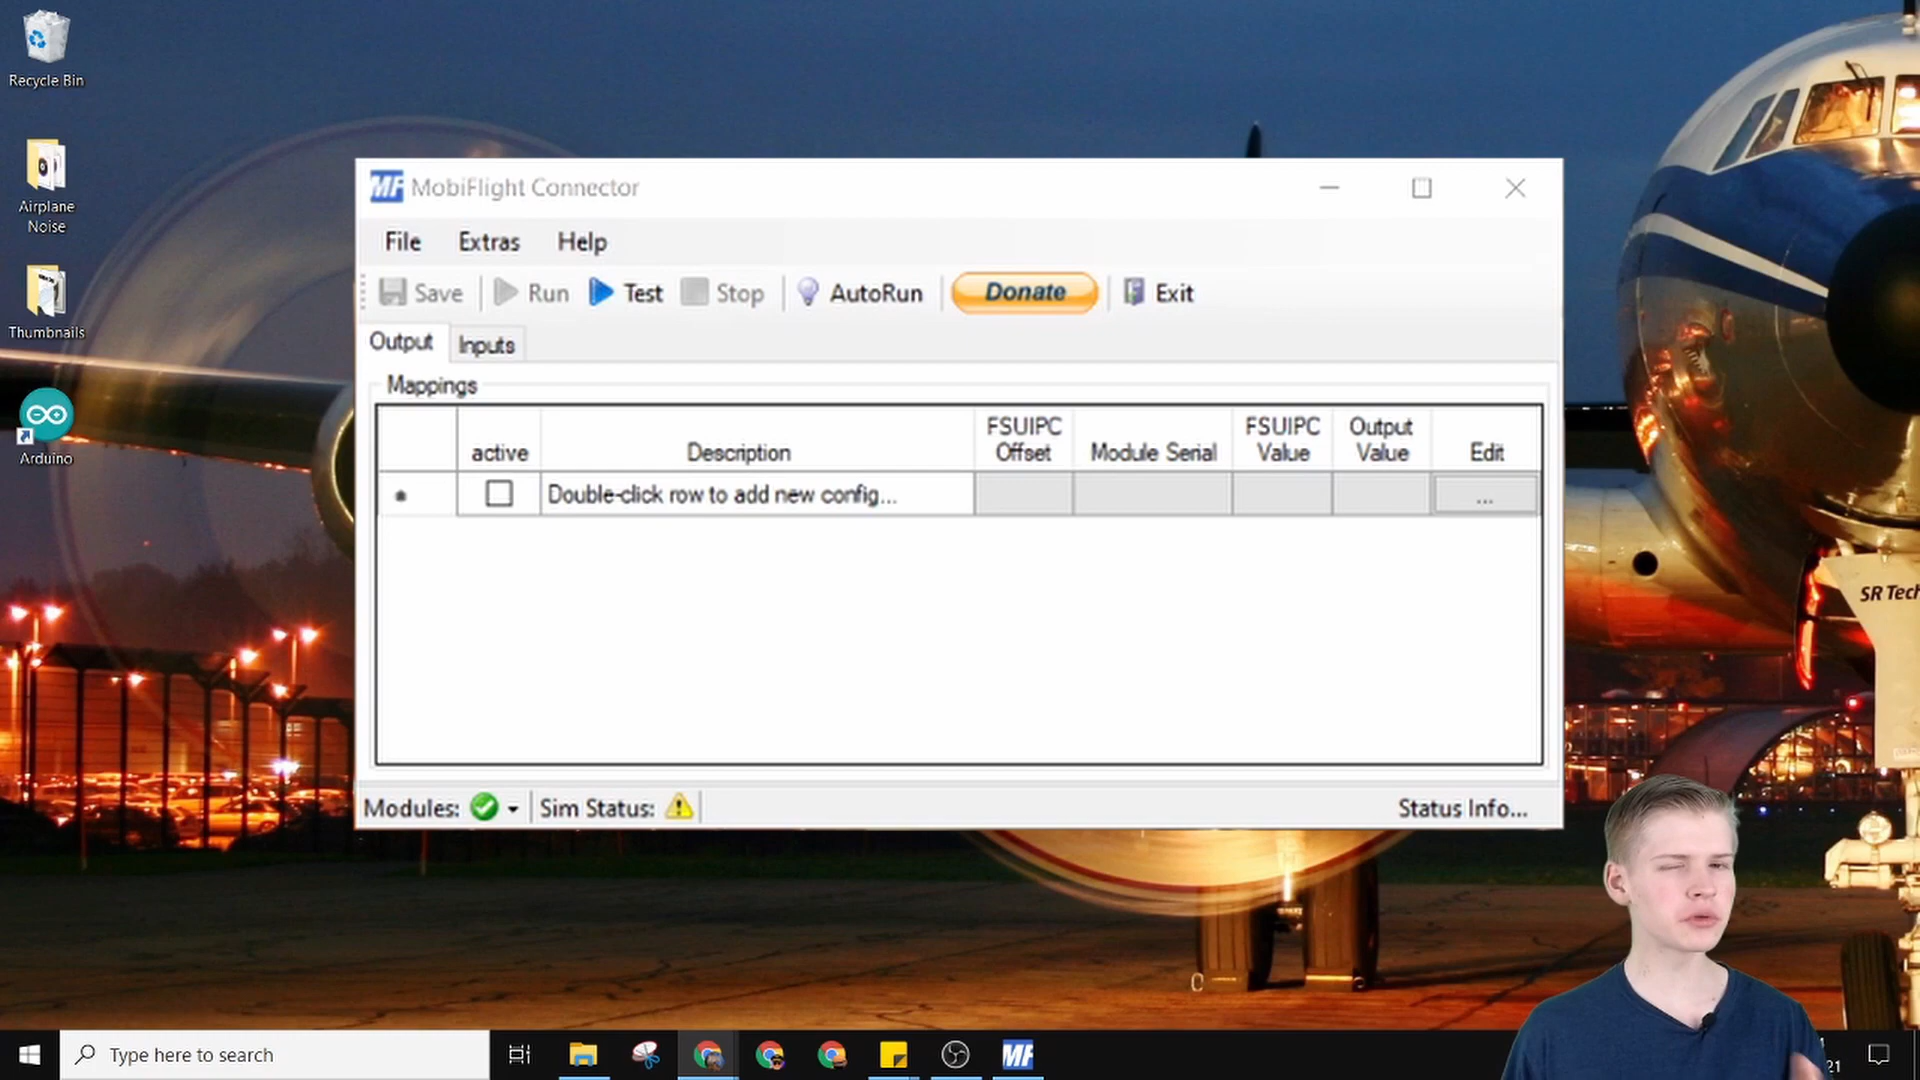 Recycle Bin
Airplane
Noise
Thumbnails
Arduino
MF MobiFlight Connector
File Extras Help
Save Run Test Stop AutoRun Donate Exit
Output Inputs
Mappings
active Description FSUIPC Offset Module Serial FSUIPC Value Output Value Edit
Double-click row to add new config... ...
Modules: Sim Status: Status Info...
SR Tech
Type here to search
MF
21